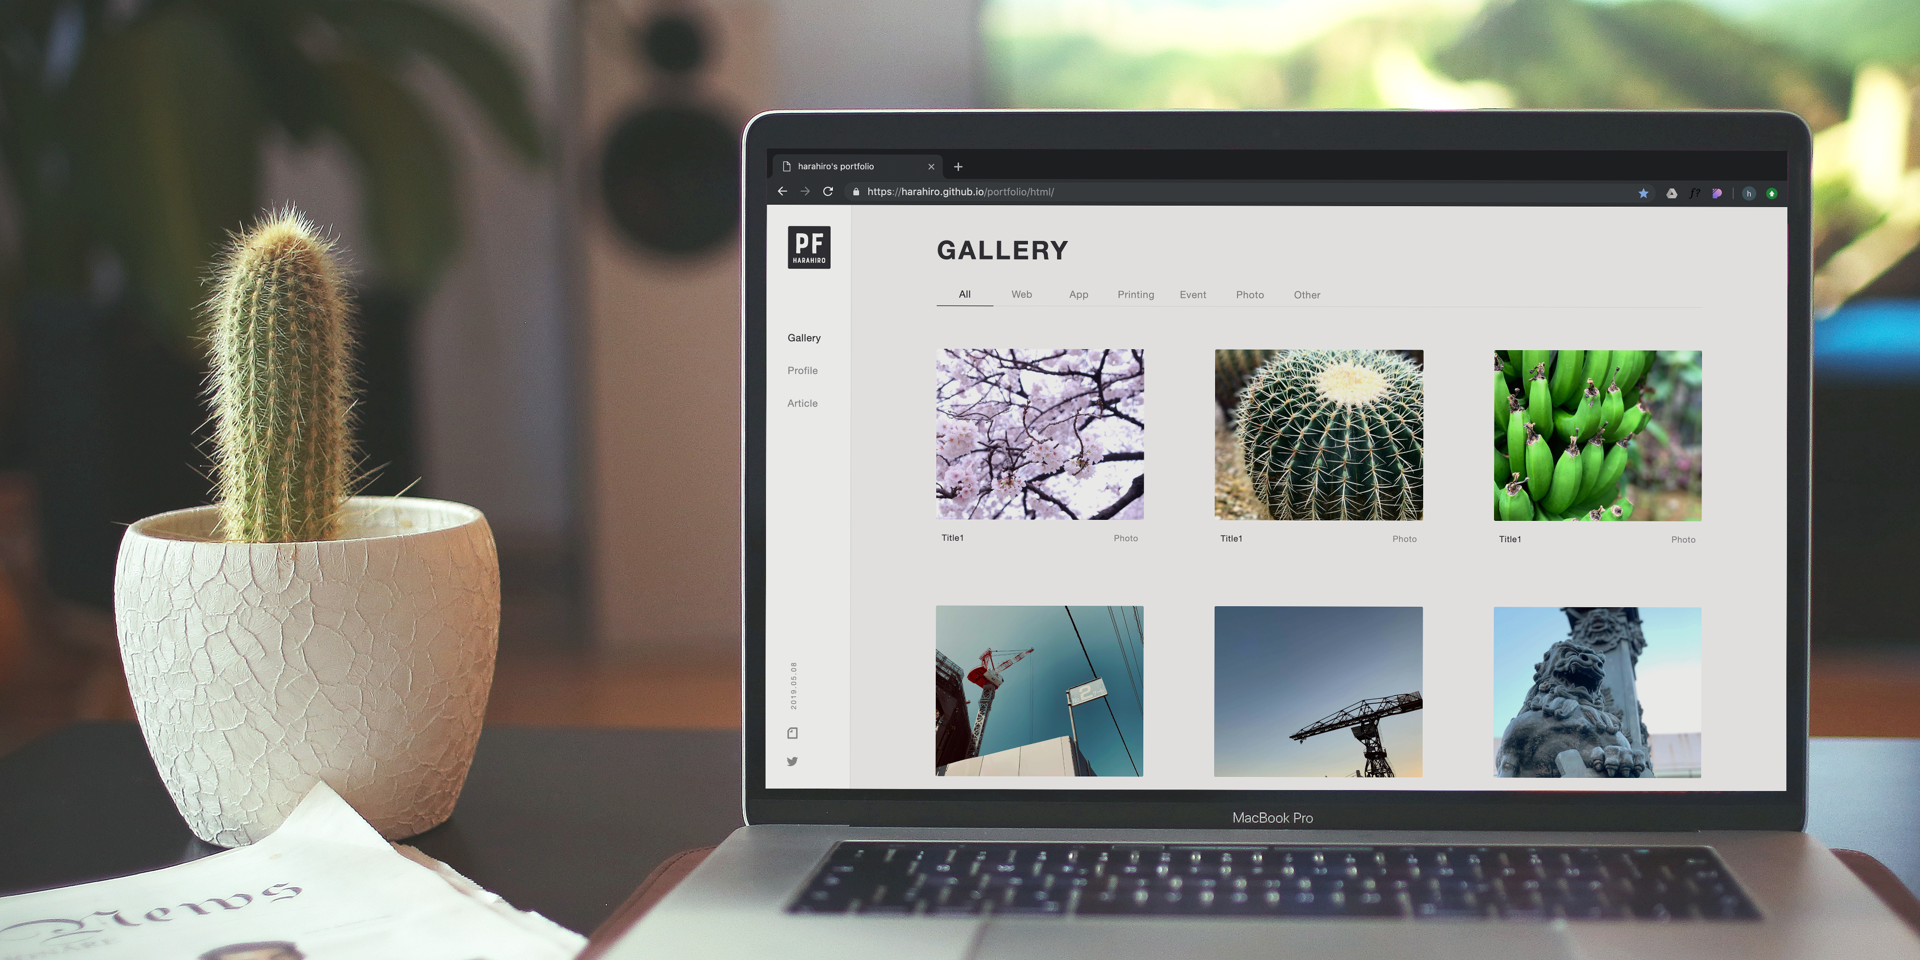 harahiro's portfolio
https://harahiro.github.io/portfolio/html/
PF
HARAHIRO
GALLERY
All Web App Printing Event Photo Other
Gallery
Profile
Article
Title1 Photo
Title1 Photo
Title1 Photo
2
2019.05.08
MacBook Pro
News